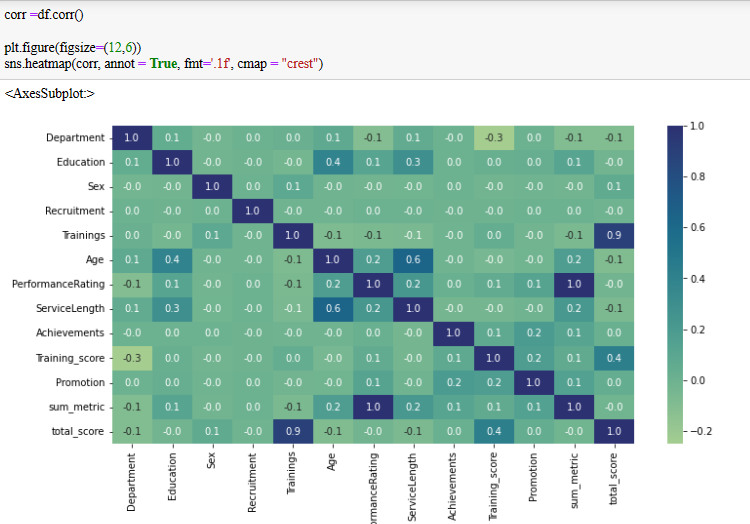 corr =df.corr()
plt.figure(figsize=(12,6))
sns.heatmap(corr, annot = True, fmt='.1f', cmap = "crest")
<AxesSubplot:>
Department 1.0 0.1 -0.0 0.0 0.0 0.1 -0.1 0.1 -0.0 -0.3 0.0 -0.1 -0.1
Education 0.1 1.0 -0.0 -0.0 -0.0 0.4 0.1 0.3 0.0 0.0 0.0 0.1 -0.0
Sex -0.0 -0.0 1.0 0.0 0.1 -0.0 -0.0 -0.0 0.0 -0.0 -0.0 -0.0 0.1
Recruitment 0.0 -0.0 0.0 1.0 -0.0 -0.0 0.0 -0.0 -0.0 -0.0 0.0 0.0 -0.0
Trainings 0.0 -0.0 0.1 -0.0 1.0 -0.1 -0.1 -0.1 -0.0 0.0 -0.0 -0.1 0.9
Age 0.1 0.4 -0.0 -0.0 -0.1 1.0 0.2 0.6 -0.0 -0.0 -0.0 0.2 -0.1
PerformanceRating -0.1 0.1 -0.0 0.0 -0.1 0.2 1.0 0.2 0.0 0.1 0.1 1.0 -0.0
ServiceLength 0.1 0.3 -0.0 -0.0 -0.1 0.6 0.2 1.0 -0.0 -0.0 -0.0 0.2 -0.1
Achievements -0.0 0.0 0.0 -0.0 -0.0 -0.0 0.0 -0.0 1.0 0.1 0.2 0.1 0.0
Training_score -0.3 0.0 -0.0 -0.0 0.0 -0.0 0.1 -0.0 0.1 1.0 0.2 0.1 0.4
Promotion 0.0 0.0 -0.0 0.0 -0.0 -0.0 0.1 -0.0 0.2 0.2 1.0 0.1 0.0
sum_metric -0.1 0.1 -0.0 0.0 -0.1 0.2 1.0 0.2 0.1 0.1 0.1 1.0 -0.0
total_score -0.1 -0.0 0.1 -0.0 0.9 -0.1 -0.0 -0.1 0.0 0.4 0.0 -0.0 1.0
Department
Education
Sex
Recruitment
Trainings
Age
rmanceRating
ServiceLength
Achievements
Training_score
Promotion
sum_metric
total_score
1.0
0.8
0.6
0.4
0.2
0.0
−0.2